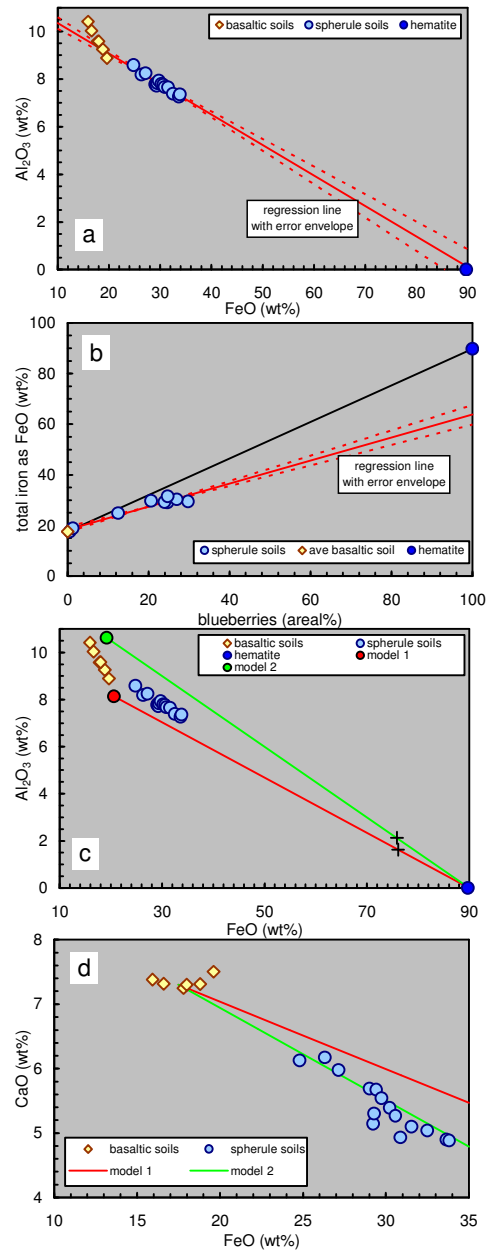 basaltic soils spherule soils hematite
10
8
6
4
2
0
Al2O3 (wt%)
regression line
with error envelope
a
10 20 30 40 50 60 70 80 90
FeO (wt%)
100
80
60
40
20
0
total iron as FeO (wt%)
b
regression line
with error envelope
spherule soils ave basaltic soil hematite
0 20 40 60 80 100
blueberries (areal%)
basaltic soils spherule soils
hematite model 1
model 2
10
8
6
4
2
0
Al2O3 (wt%)
c
10 30 50 70 90
FeO (wt%)
d
8
7
6
5
4
CaO (wt%)
basaltic soils spherule soils
model 1 model 2
10 15 20 25 30 35
FeO (wt%)